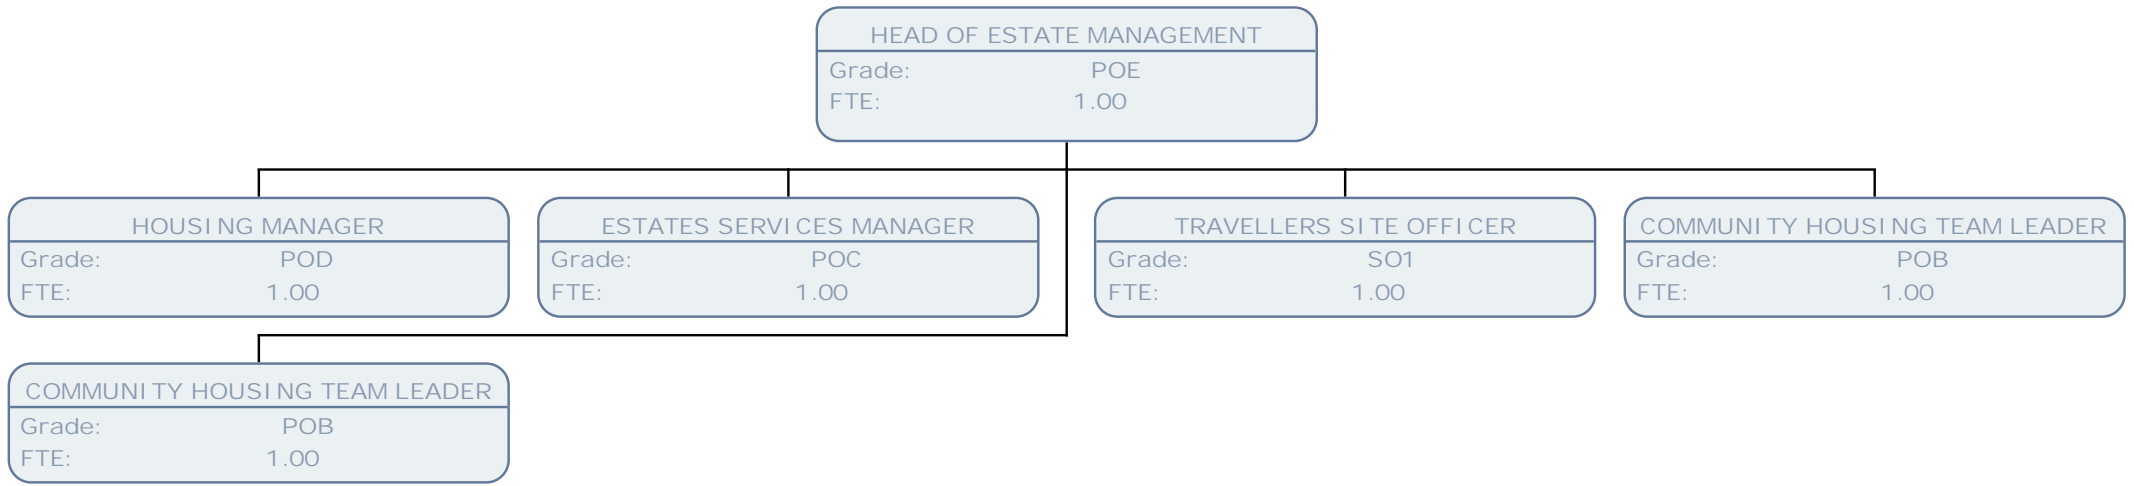 HEAD OF ESTATE MANAGEMENT
Grade: POE
FTE: 1.00
HOUSING MANAGER
Grade: POD
FTE: 1.00
ESTATES SERVICES MANAGER
Grade: POC
FTE: 1.00
TRAVELLERS SITE OFFICER
Grade: SO1
FTE: 1.00
COMMUNITY HOUSING TEAM LEADER
Grade: POB
FTE: 1.00
COMMUNITY HOUSING TEAM LEADER
Grade: POB
FTE: 1.00